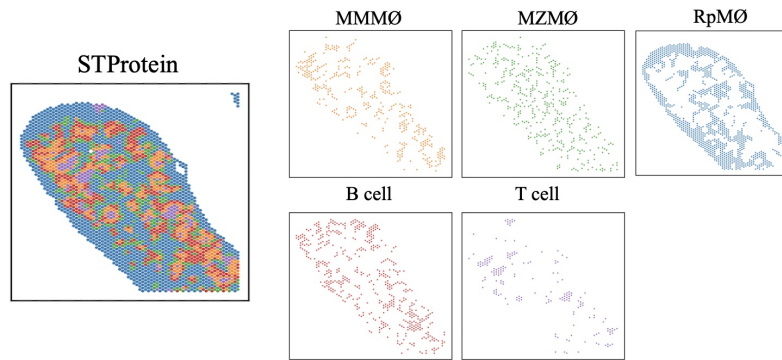 STProtein
MMMØ
MZMØ
RpMØ
B cell
T cell